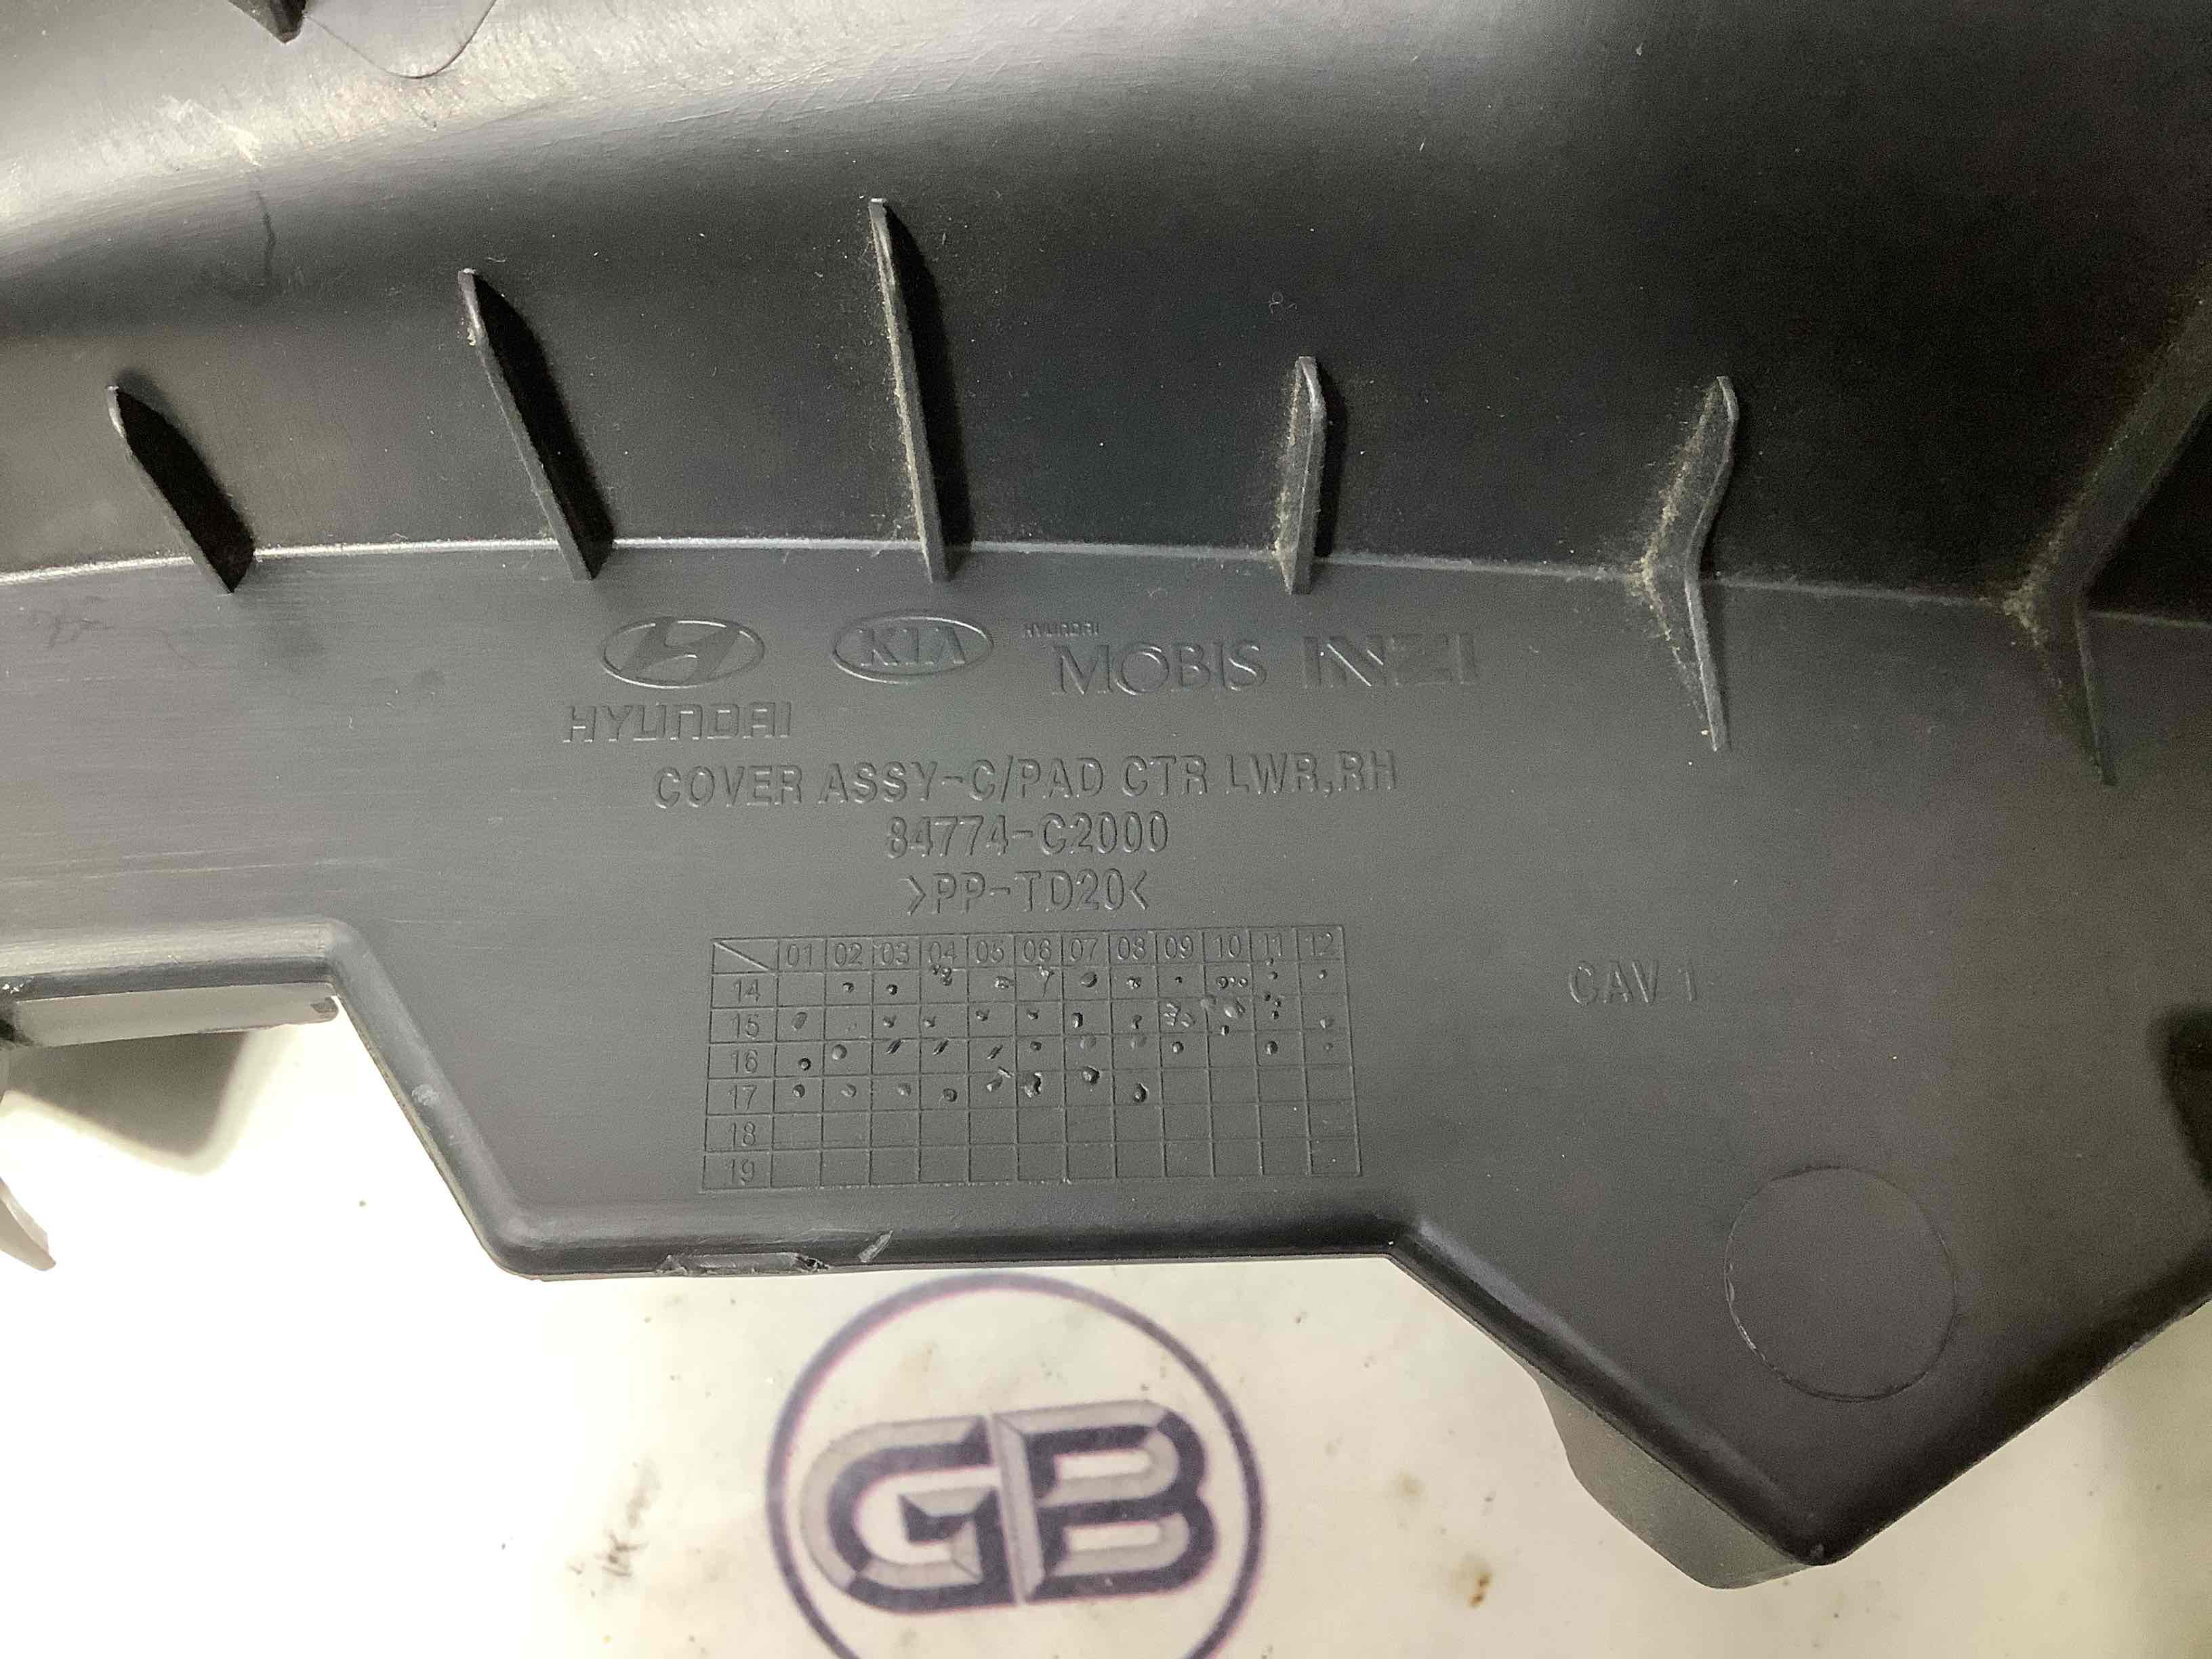 HYUNDAI
KIA
HYUNDAI
MOBIS
INZI
COVER ASSY-C/PAD CTR LWR,RH
84774-C2000
>PP-TD20<
01 02 03 04 05 06 07 08 09 10 11 12
14
15
16
17
18
19
CAV 1
GB